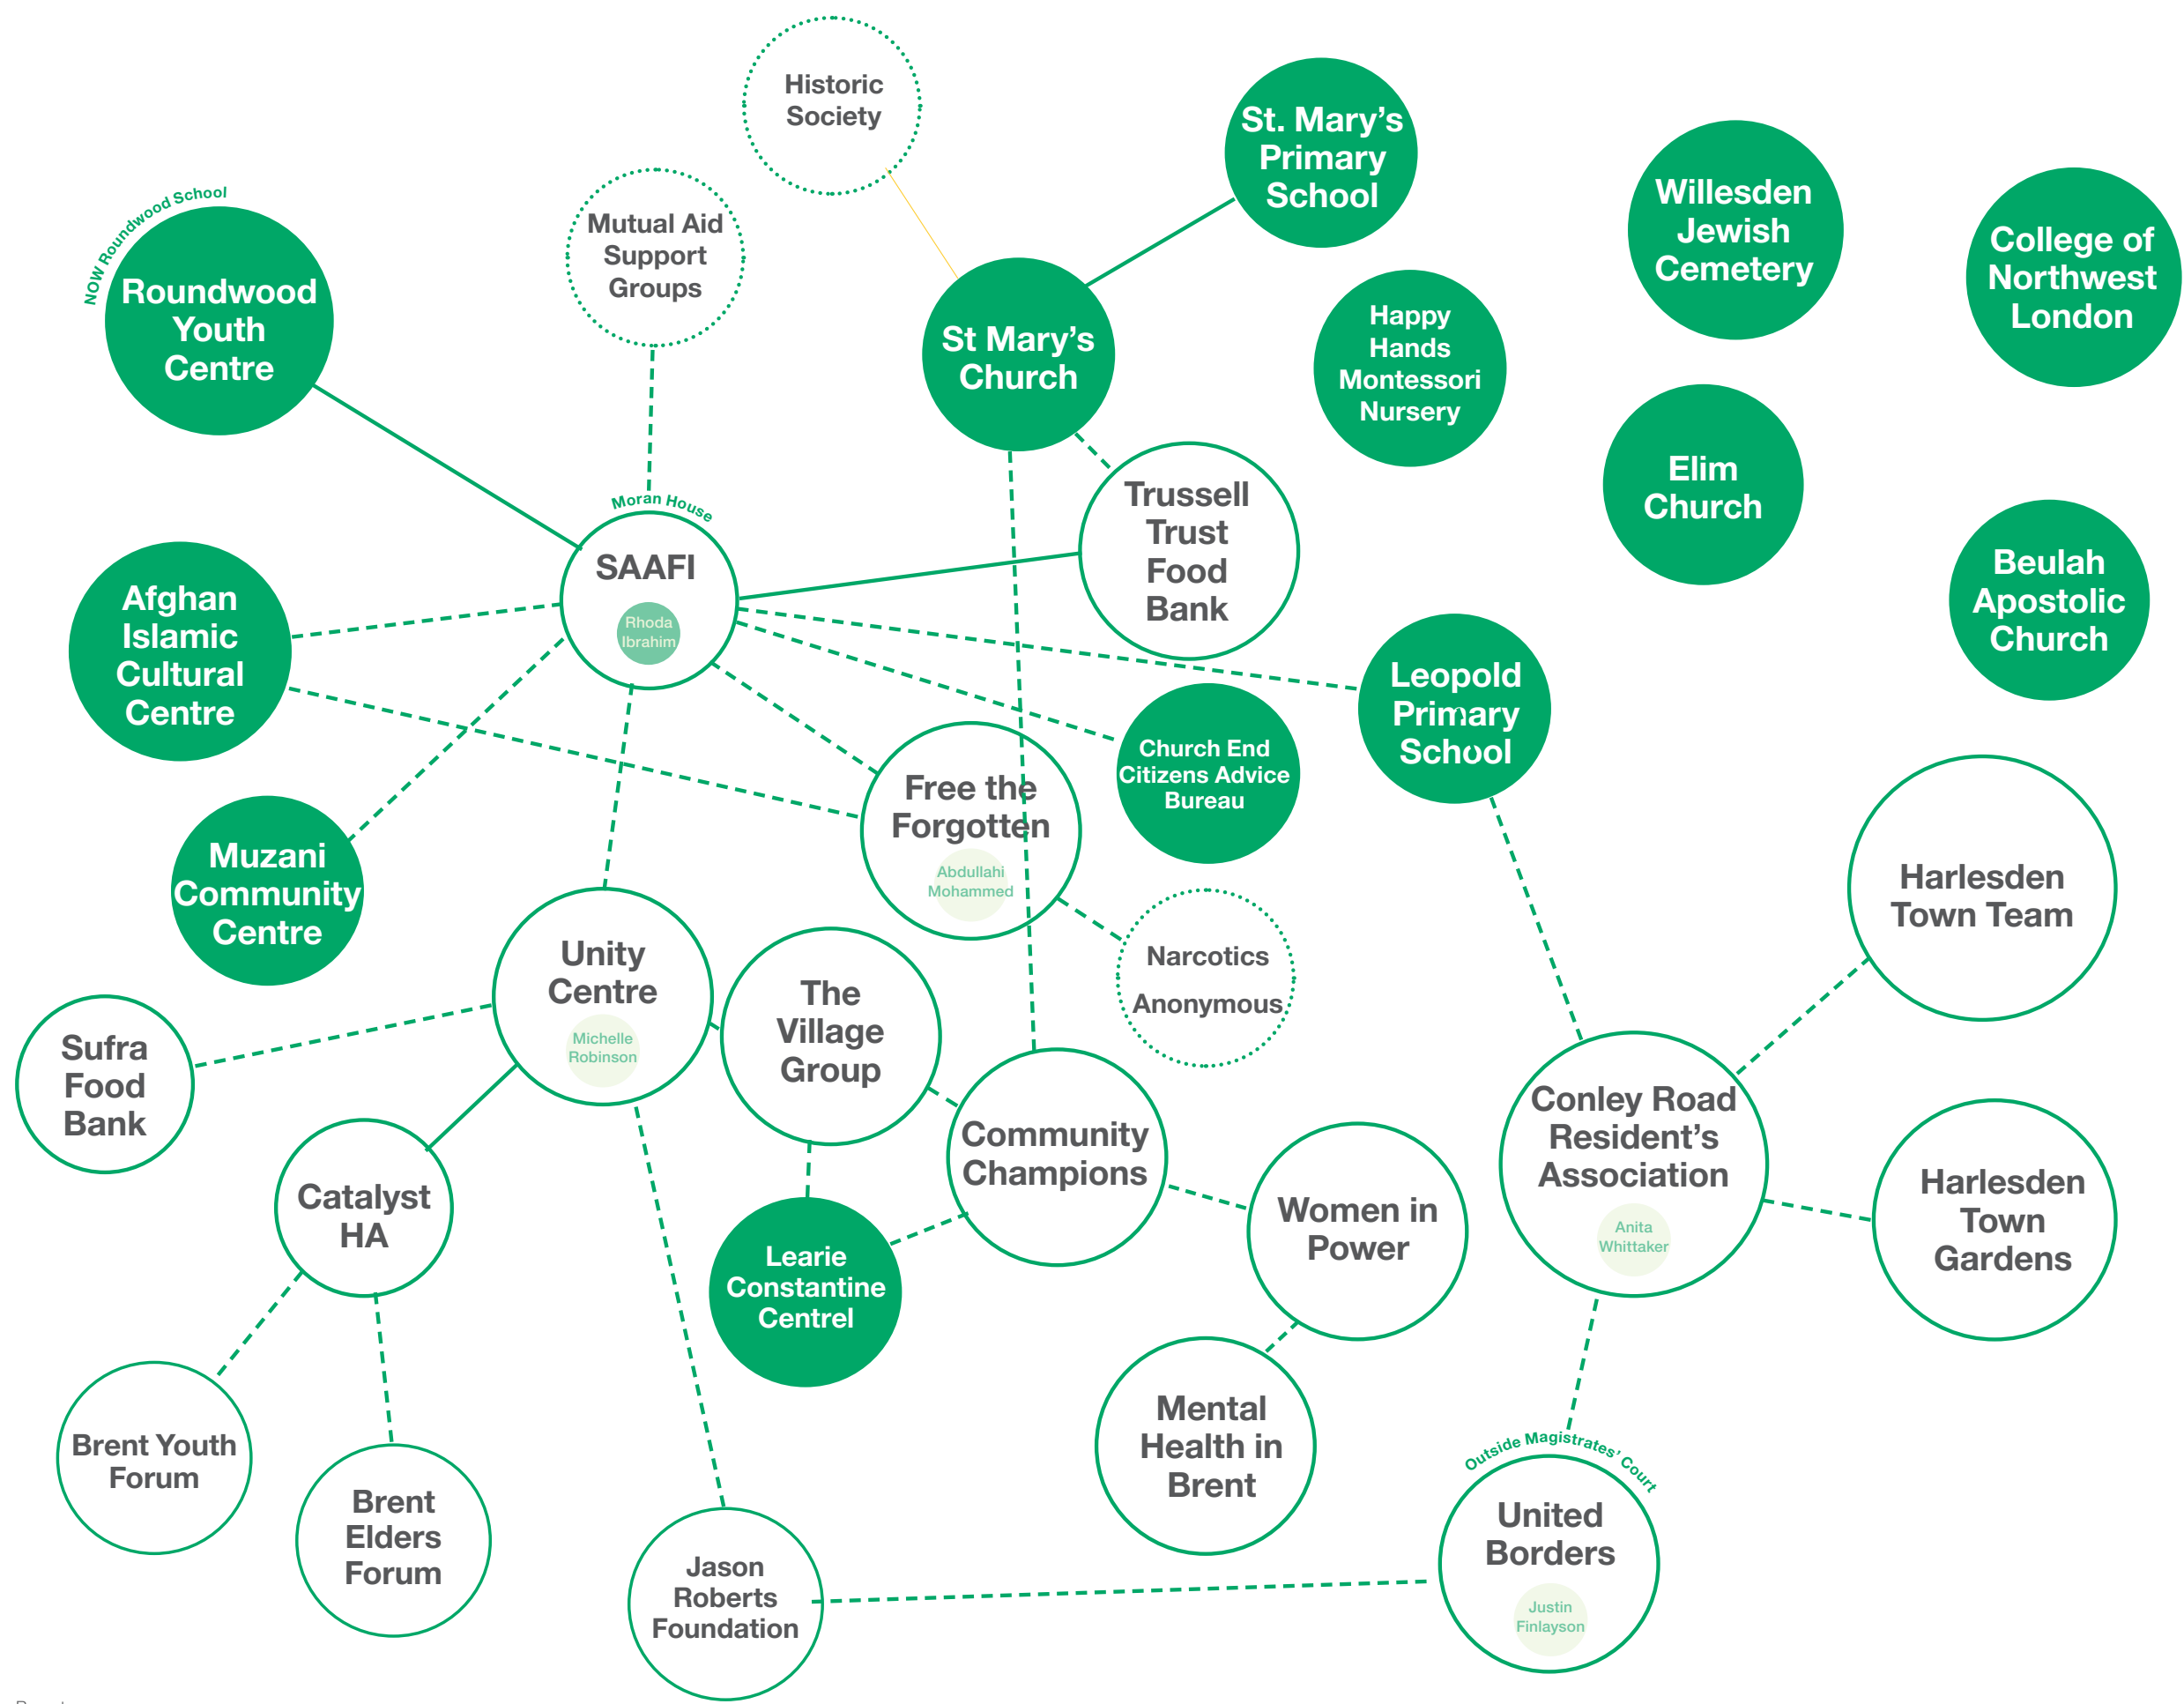 Historic
Society
St. Mary’s
Primary
School
Willesden
Jewish
Cemetery
College of
Northwest
London
NOW Roundwood School
Roundwood
Youth
Centre
Mutual Aid
Support
Groups
St Mary’s
Church
Happy
Hands
Montessori
Nursery
Elim
Church
Trussell
Trust
Food
Bank
Moran House
SAAFI
Rhoda
Ibrahim
Afghan
Islamic
Cultural
Centre
Beulah
Apostolic
Church
Leopold
Primary
School
Church End
Citizens Advice
Bureau
Free the
Forgotten
Abdullahi
Mohammed
Muzani
Community
Centre
Harlesden
Town Team
Narcotics
Anonymous
Unity
Centre
Michelle
Robinson
The
Village
Group
Sufra
Food
Bank
Community
Champions
Conley Road
Resident’s
Association
Anita
Whittaker
Women in
Power
Harlesden
Town
Gardens
Catalyst
HA
Learie
Constantine
Centrel
Mental
Health in
Brent
Brent Youth
Forum
Brent
Elders
Forum
Outside Magistrates’ Court
United
Borders
Justin
Finlayson
Jason
Roberts
Foundation